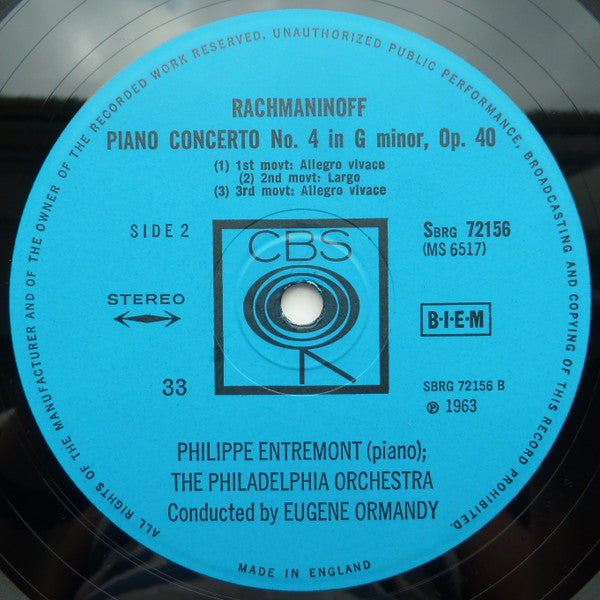 ALL RIGHTS OF THE MANUFACTURER AND OF THE OWNER OF THE RECORDED WORK RESERVED. UNAUTHORIZED PUBLIC PERFORMANCE, BROADCASTING AND COPYING OF THIS RECORD PROHIBITED.
RACHMANINOFF
PIANO CONCERTO No. 4 in G minor, Op. 40
(1) 1st movt: Allegro vivace
(2) 2nd movt: Largo
(3) 3rd movt: Allegro vivace
SIDE 2
CBS
SBRG 72156
(MS 6517)
STEREO
B·I·E·M
33
SBRG 72156 B
℗ 1963
PHILIPPE ENTREMONT (piano);
THE PHILADELPHIA ORCHESTRA
Conducted by EUGENE ORMANDY
MADE IN ENGLAND